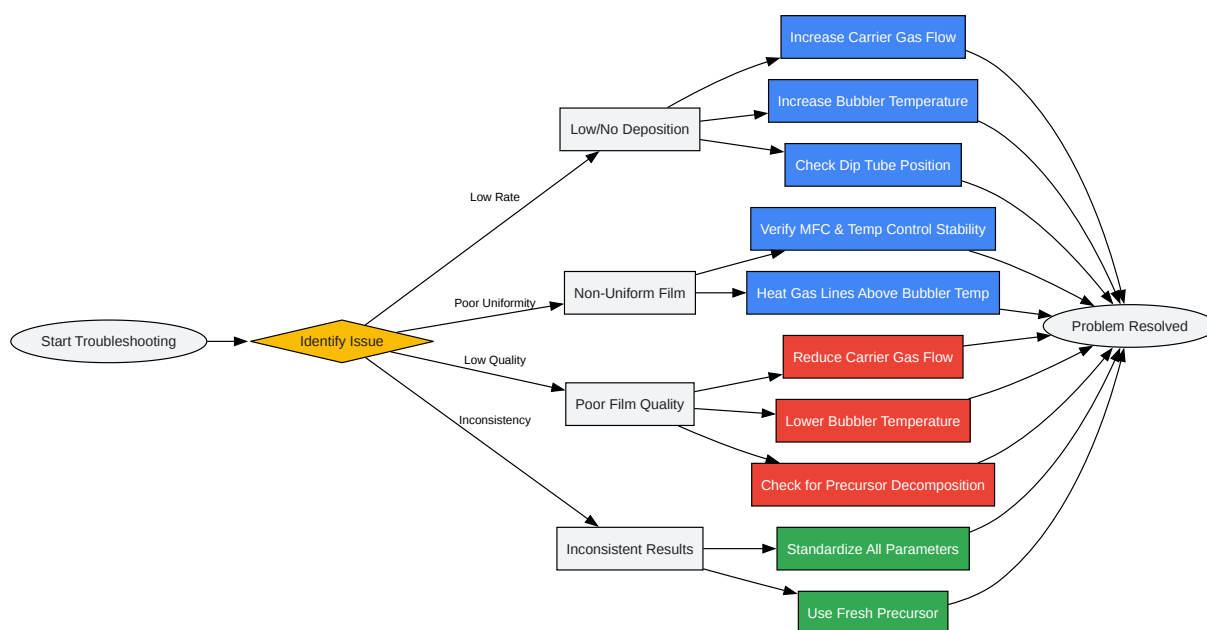 Start Troubleshooting
Identify Issue
Low Rate
Poor Uniformity
Low Quality
Inconsistency
Low/No Deposition
Non-Uniform Film
Poor Film Quality
Inconsistent Results
Increase Carrier Gas Flow
Increase Bubbler Temperature
Check Dip Tube Position
Verify MFC & Temp Control Stability
Heat Gas Lines Above Bubbler Temp
Reduce Carrier Gas Flow
Lower Bubbler Temperature
Check for Precursor Decomposition
Standardize All Parameters
Use Fresh Precursor
Problem Resolved